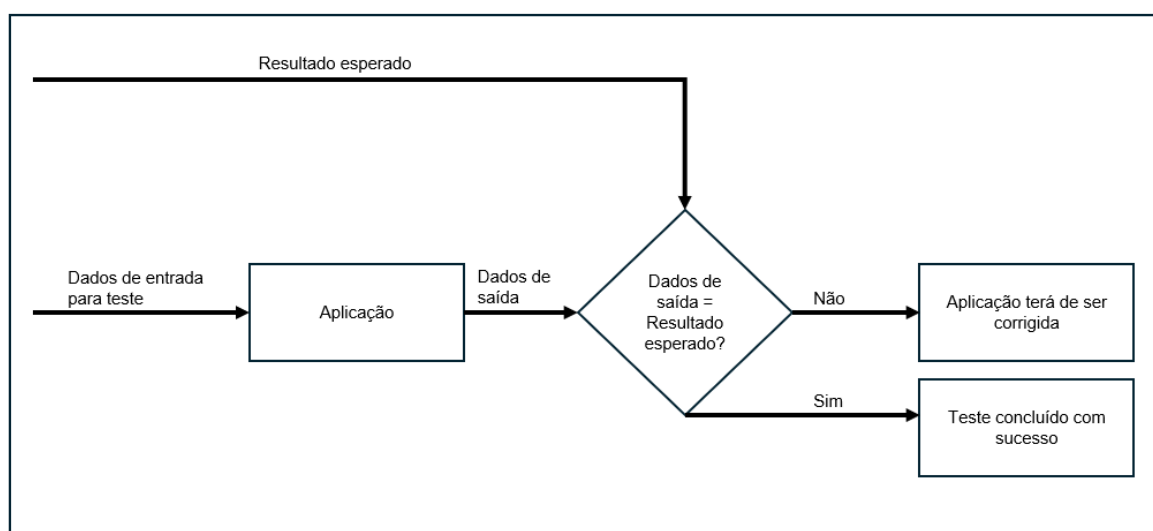 Resultado esperado
Dados de entrada
para teste
Aplicação
Dados de
saída
Dados de
saída =
Resultado
esperado?
Não
Aplicação terá de ser
corrigida
Sim
Teste concluído com
sucesso